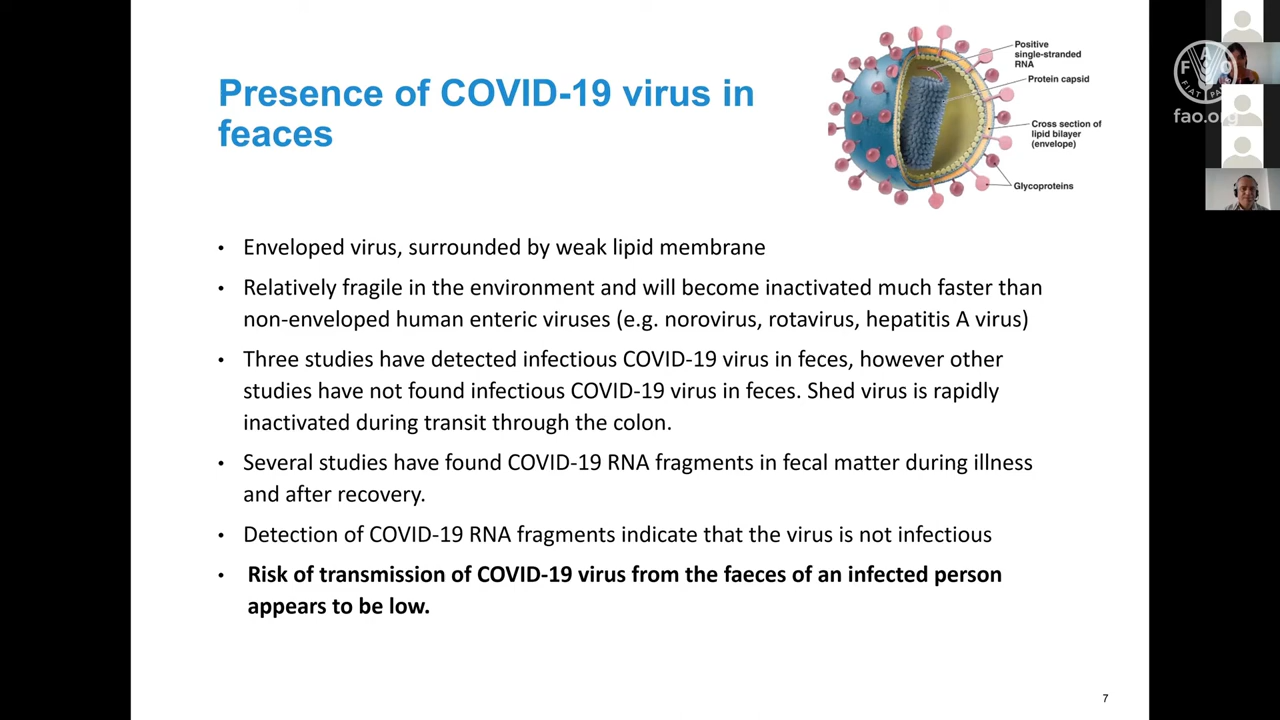 Presence of COVID-19 virus in
feaces
Positive
single-stranded
RNA
Protein capsid
Cross section of
lipid bilayer
(envelope)
Glycoproteins
• Enveloped virus, surrounded by weak lipid membrane
• Relatively fragile in the environment and will become inactivated much faster than
non-enveloped human enteric viruses (e.g. norovirus, rotavirus, hepatitis A virus)
• Three studies have detected infectious COVID-19 virus in feces, however other
studies have not found infectious COVID-19 virus in feces. Shed virus is rapidly
inactivated during transit through the colon.
• Several studies have found COVID-19 RNA fragments in fecal matter during illness
and after recovery.
• Detection of COVID-19 RNA fragments indicate that the virus is not infectious
• Risk of transmission of COVID-19 virus from the faeces of an infected person
appears to be low.
7
F A O
FIAT PANIS
fao.org